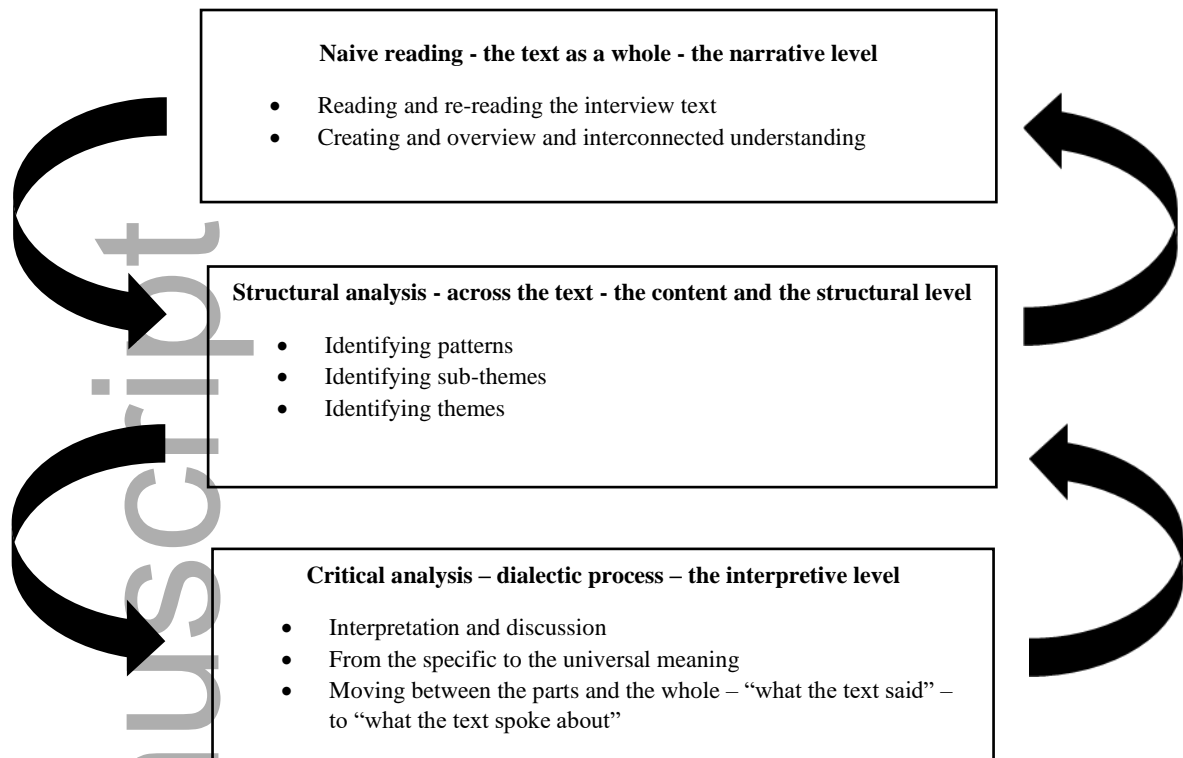 Naive reading - the text as a whole - the narrative level
• Reading and re-reading the interview text
• Creating and overview and interconnected understanding
Structural analysis - across the text - the content and the structural level
• Identifying patterns
• Identifying sub-themes
• Identifying themes
Critical analysis – dialectic process – the interpretive level
• Interpretation and discussion
• From the specific to the universal meaning
• Moving between the parts and the whole – “what the text said” –
to “what the text spoke about”